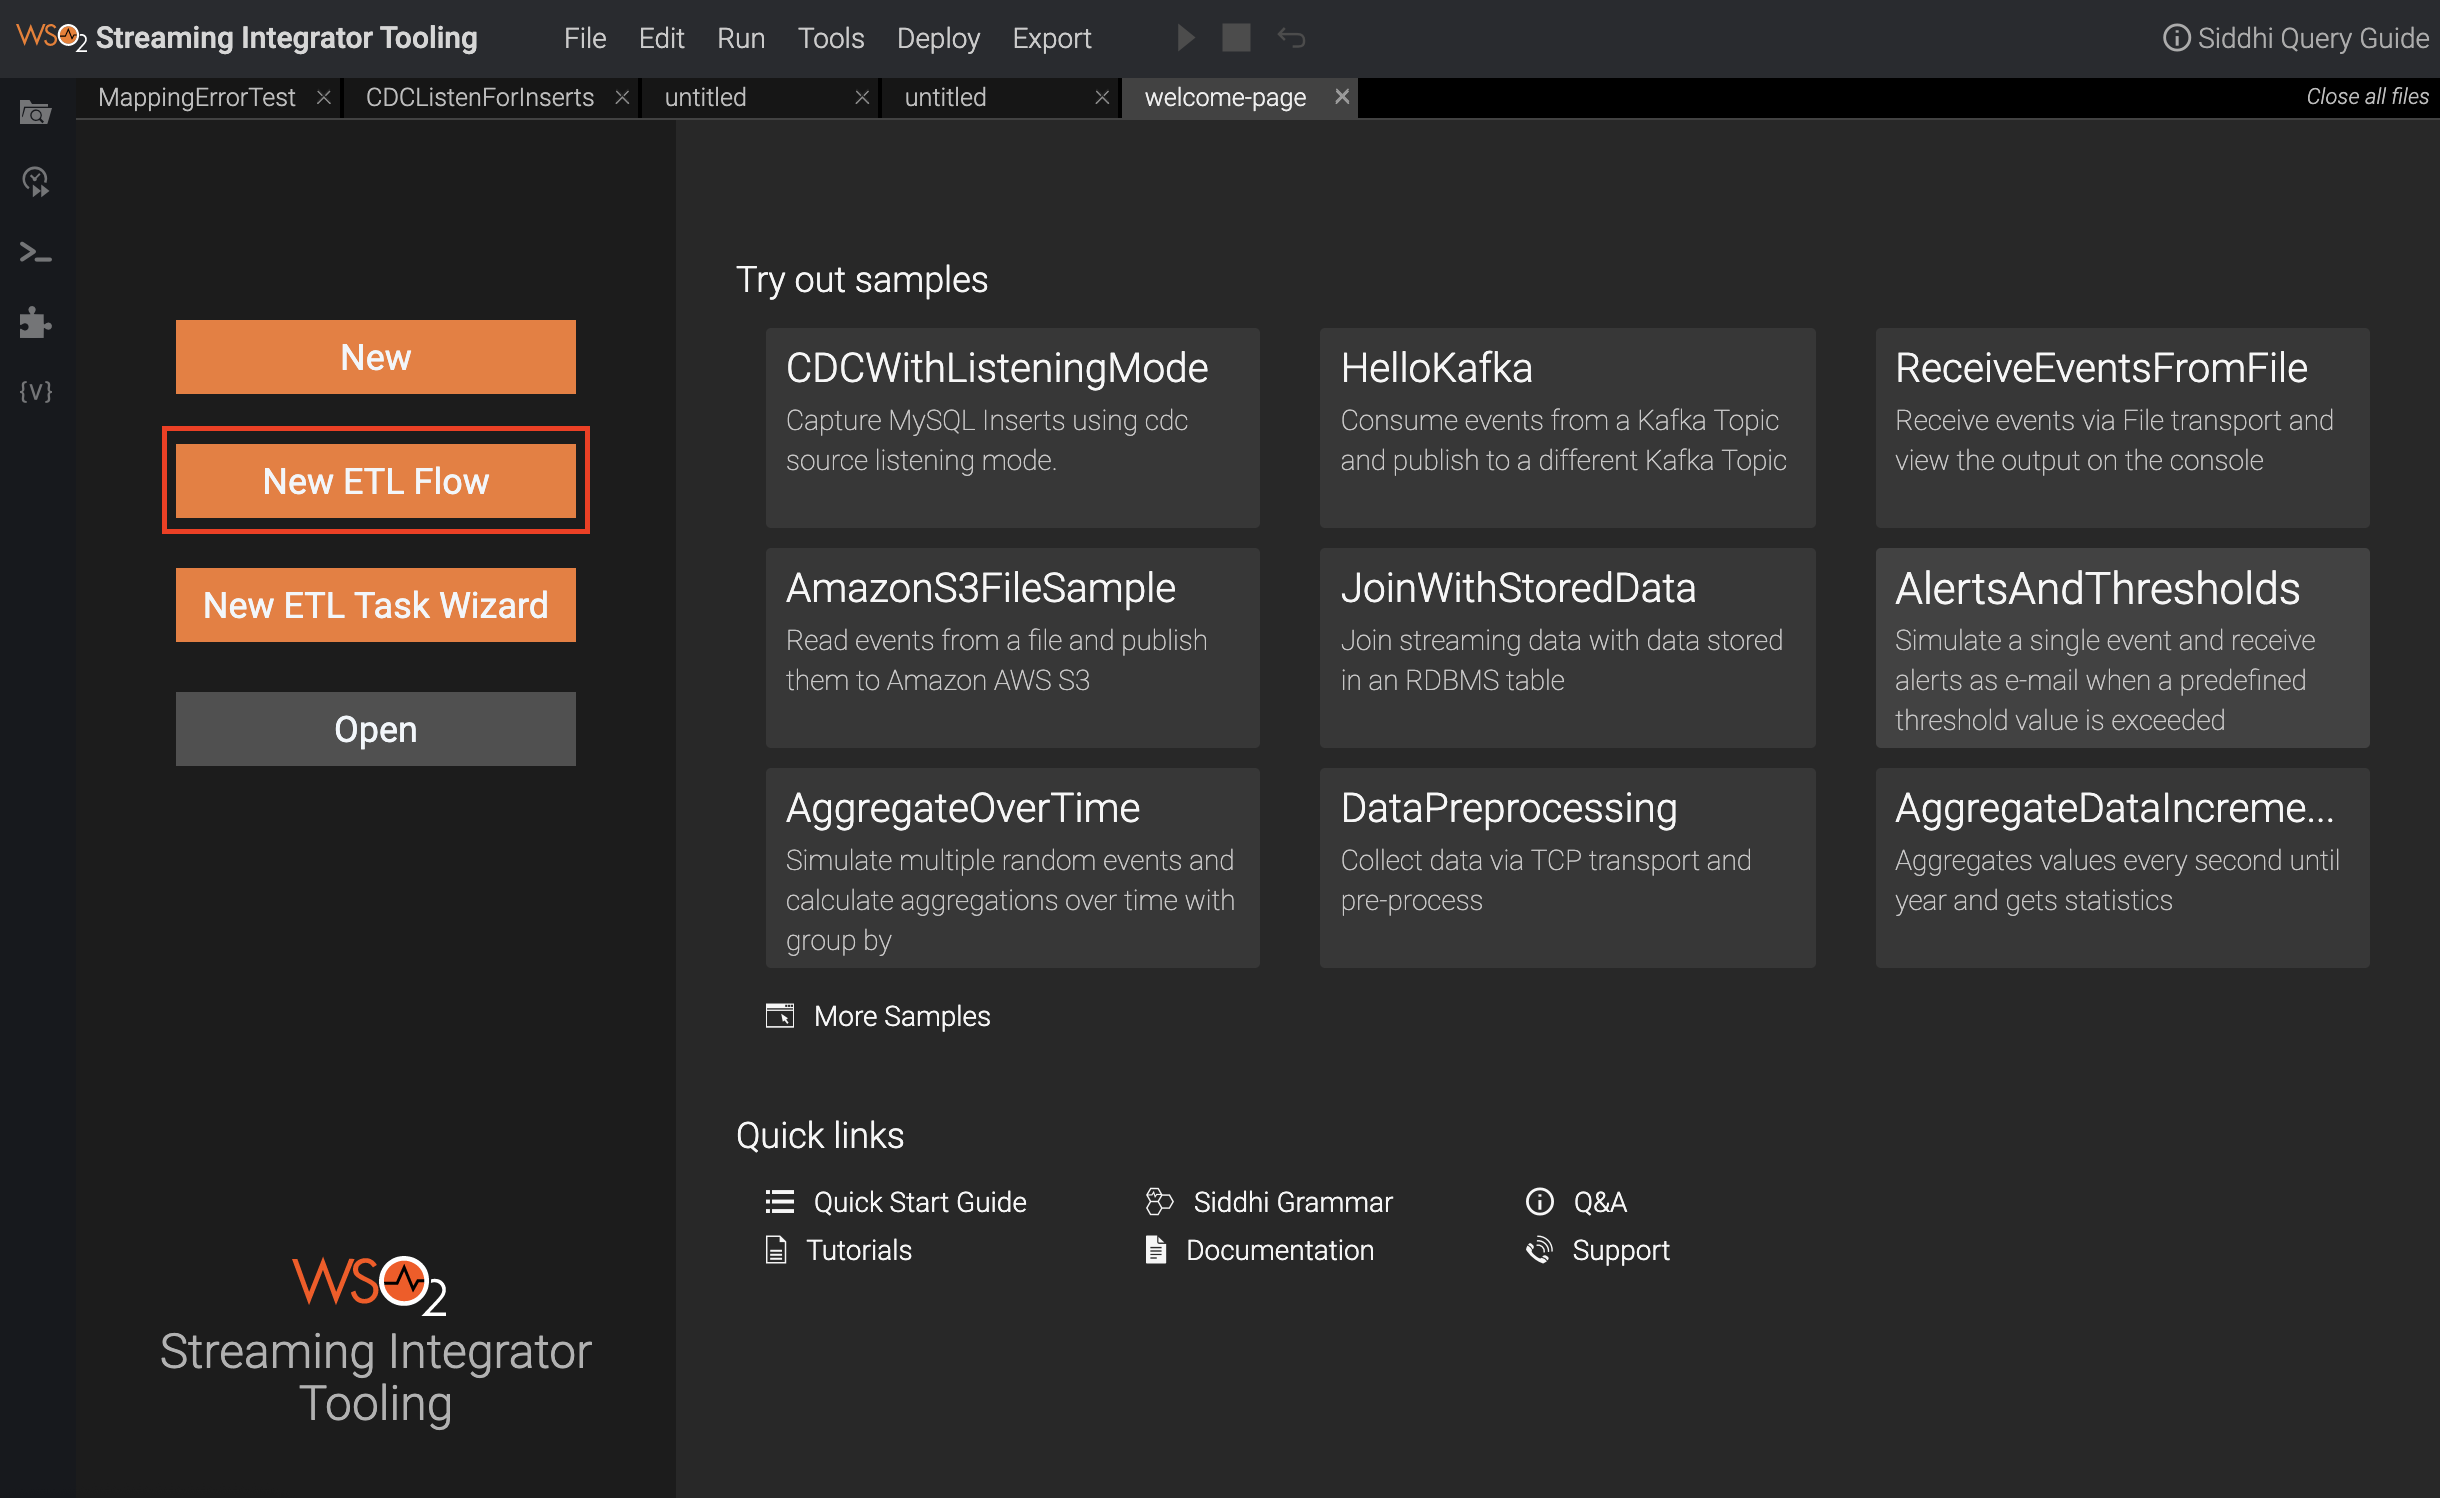 WSO2 Streaming Integrator Tooling File Edit Run Tools Deploy Export Siddhi Query Guide
MappingErrorTest CDCListenForInserts untitled untitled welcome-page Close all files
{V}
New
New ETL Flow
New ETL Task Wizard
Open
WSO2
Streaming Integrator
Tooling
Try out samples
CDCWithListeningMode
Capture MySQL Inserts using cdc
source listening mode.
HelloKafka
Consume events from a Kafka Topic
and publish to a different Kafka Topic
ReceiveEventsFromFile
Receive events via File transport and
view the output on the console
AmazonS3FileSample
Read events from a file and publish
them to Amazon AWS S3
JoinWithStoredData
Join streaming data with data stored
in an RDBMS table
AlertsAndThresholds
Simulate a single event and receive
alerts as e-mail when a predefined
threshold value is exceeded
AggregateOverTime
Simulate multiple random events and
calculate aggregations over time with
group by
DataPreprocessing
Collect data via TCP transport and
pre-process
AggregateDataIncreme...
Aggregates values every second until
year and gets statistics
More Samples
Quick links
Quick Start Guide Siddhi Grammar Q&A
Tutorials Documentation Support